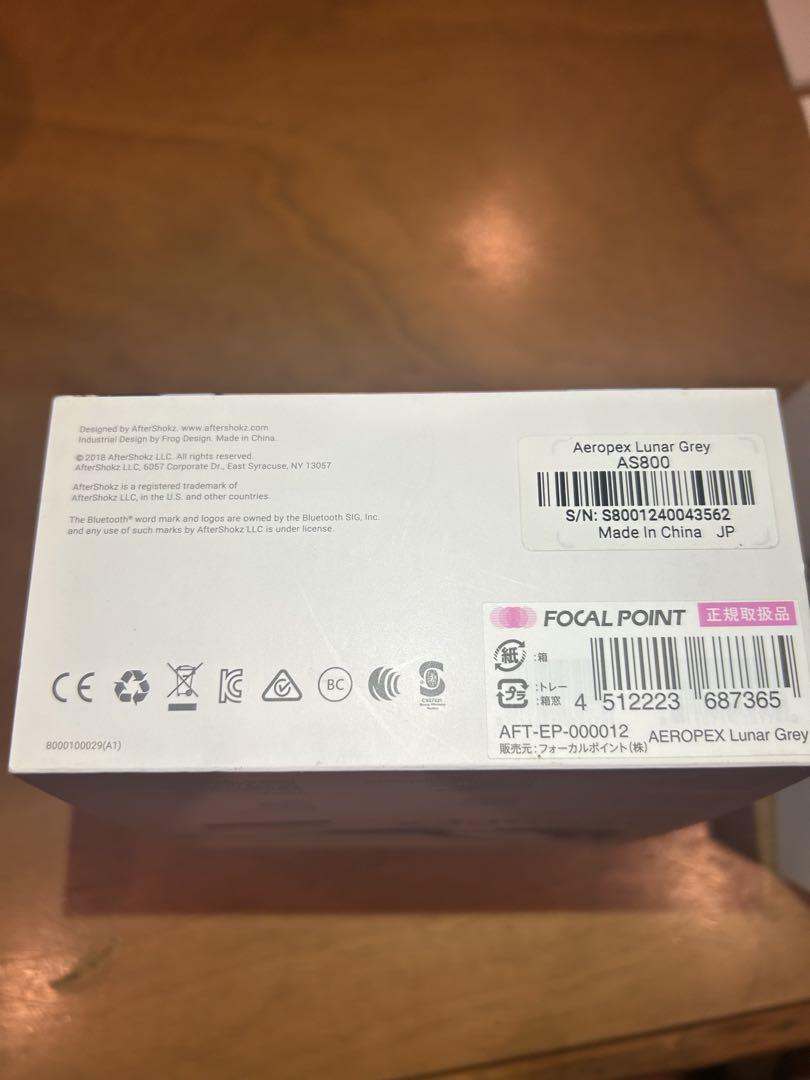 Designed by AfterShokz. www.aftershokz.com
Industrial Design by Frog Design. Made in China.
©2018 AfterShokz LLC. All rights reserved.
AfterShokz LLC, 6057 Corporate Dr., East Syracuse, NY 13057
AfterShokz is a registered trademark of
AfterShokz LLC, in the U.S. and other countries.
The Bluetooth® word mark and logos are owned by the Bluetooth SIG, Inc.
and any use of such marks by AfterShokz LLC is under license.
Aeropex Lunar Grey
AS800
S/N: S8001240043562
Made In China JP
FOCAL POINT 正規取扱品
紙 :箱
プラ :トレー
:箱窓
4 512223 687365
AFT-EP-000012 AEROPEX Lunar Grey
販売元:フォーカルポイント(株)
CE
BC
8000100029(A1)